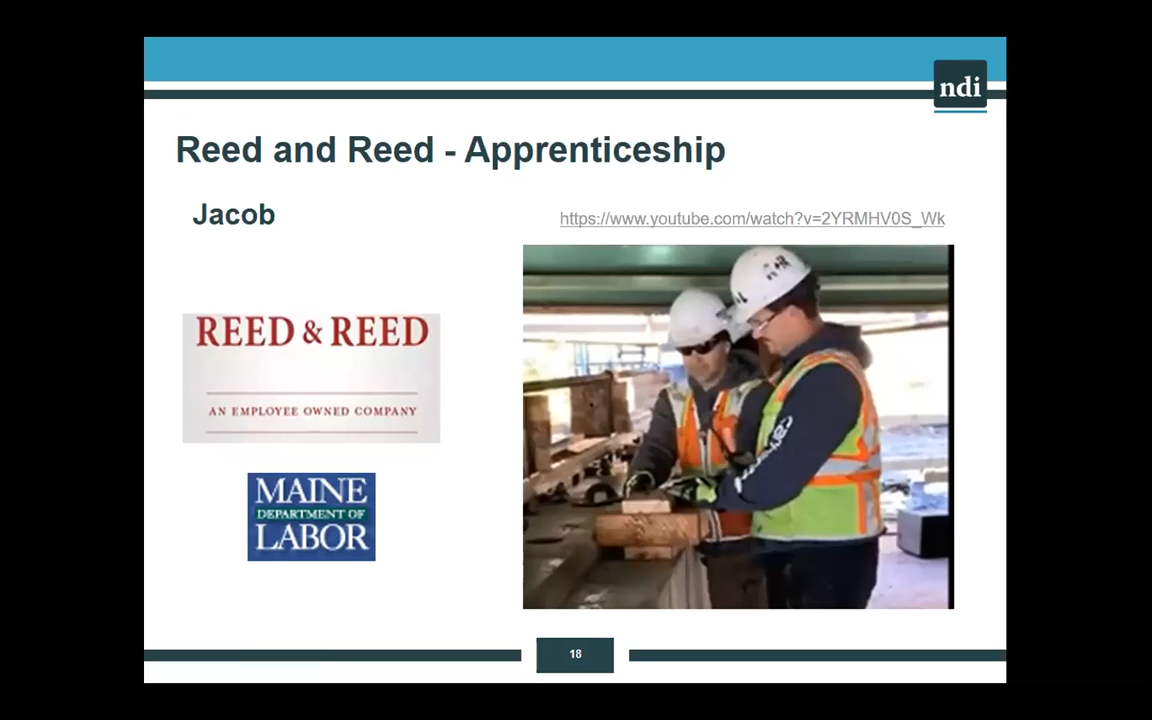 ndi
Reed and Reed - Apprenticeship
Jacob
https://www.youtube.com/watch?v=2YRMHV0S_Wk
REED & REED
AN EMPLOYEE OWNED COMPANY
MAINE
DEPARTMENT OF
LABOR
18